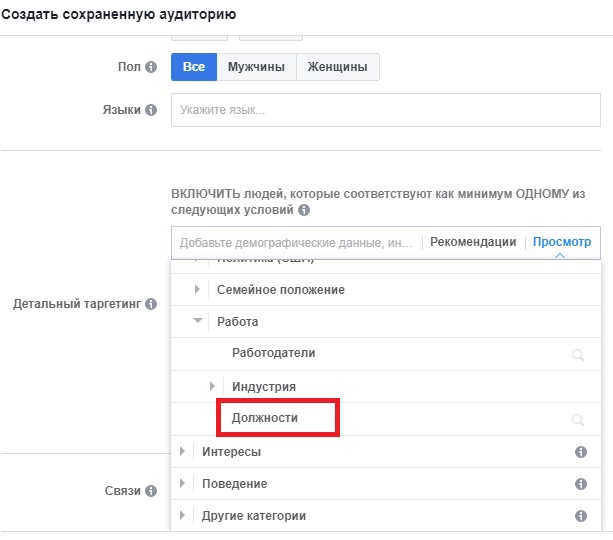 Создать сохраненную аудиторию
Пол Все Мужчины Женщины
Языки Укажите язык...
ВКЛЮЧИТЬ людей, которые соответствуют как минимум ОДНОМУ из
следующих условий
Добавьте демографические данные, ин... Рекомендации Просмотр
Политика (США)
Семейное положение
Детальный таргетинг
Работа
Работодатели
Индустрия
Должности
Интересы
Поведение
Связи
Другие категории